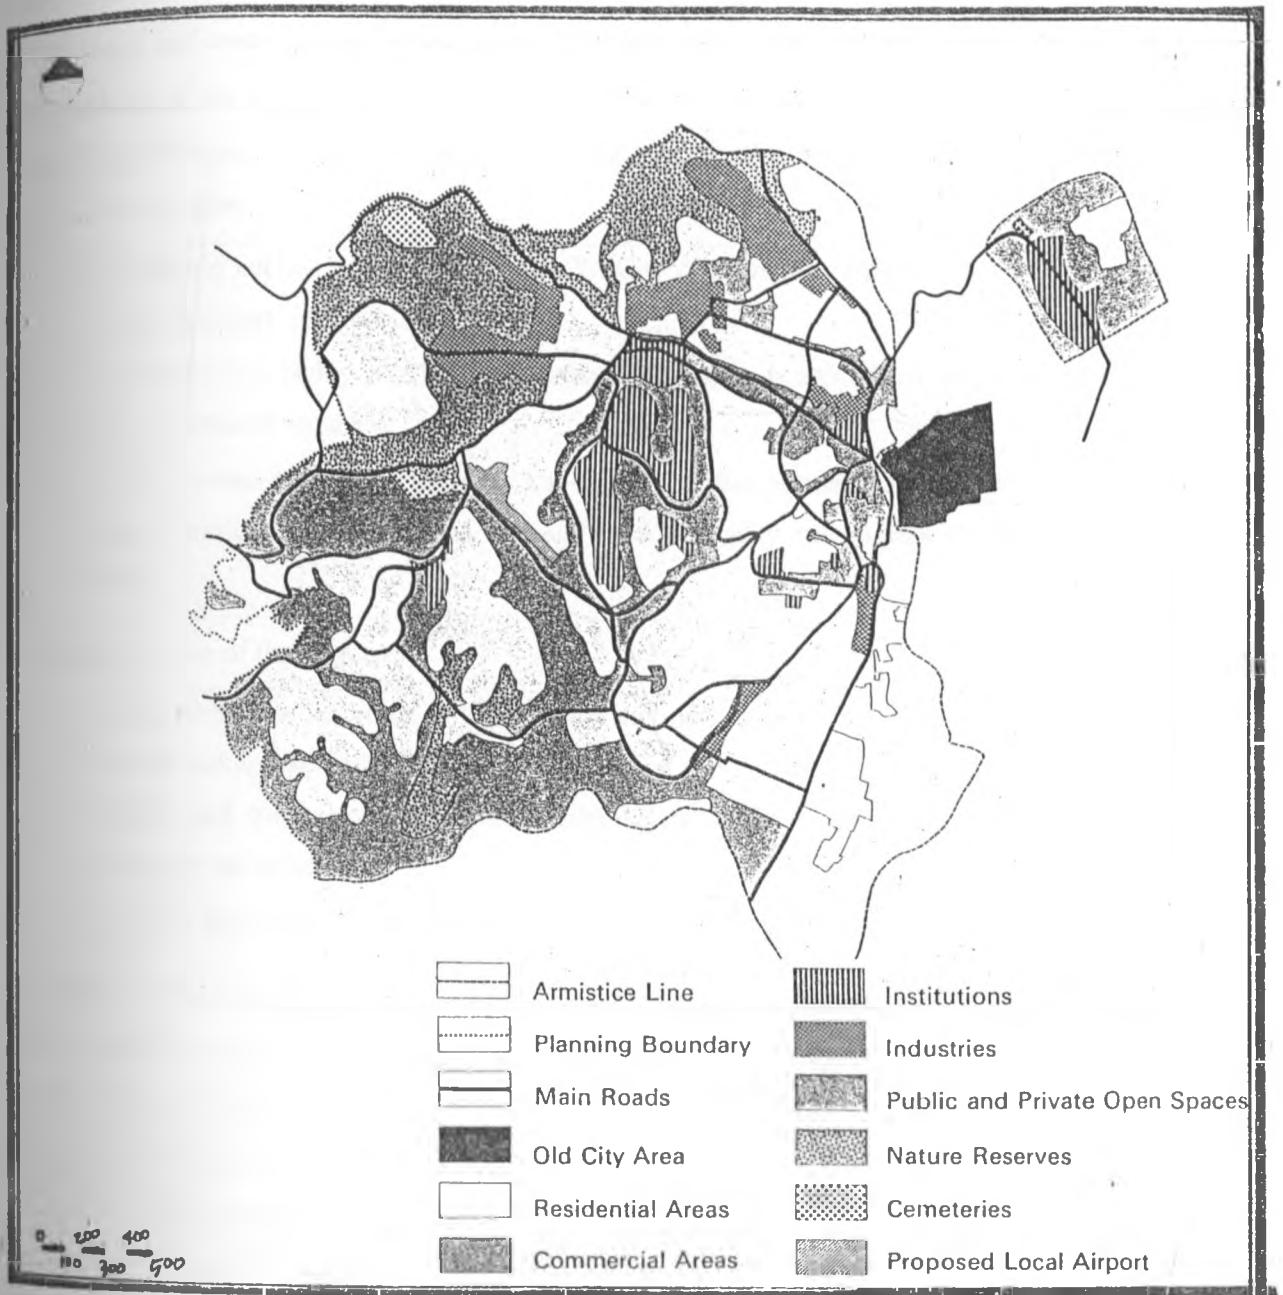 Armistice Line
Planning Boundary
Main Roads
Old City Area
Residential Areas
Commercial Areas
Institutions
Industries
Public and Private Open Spaces
Nature Reserves
Cemeteries
Proposed Local Airport
0 200 400
100 300 500